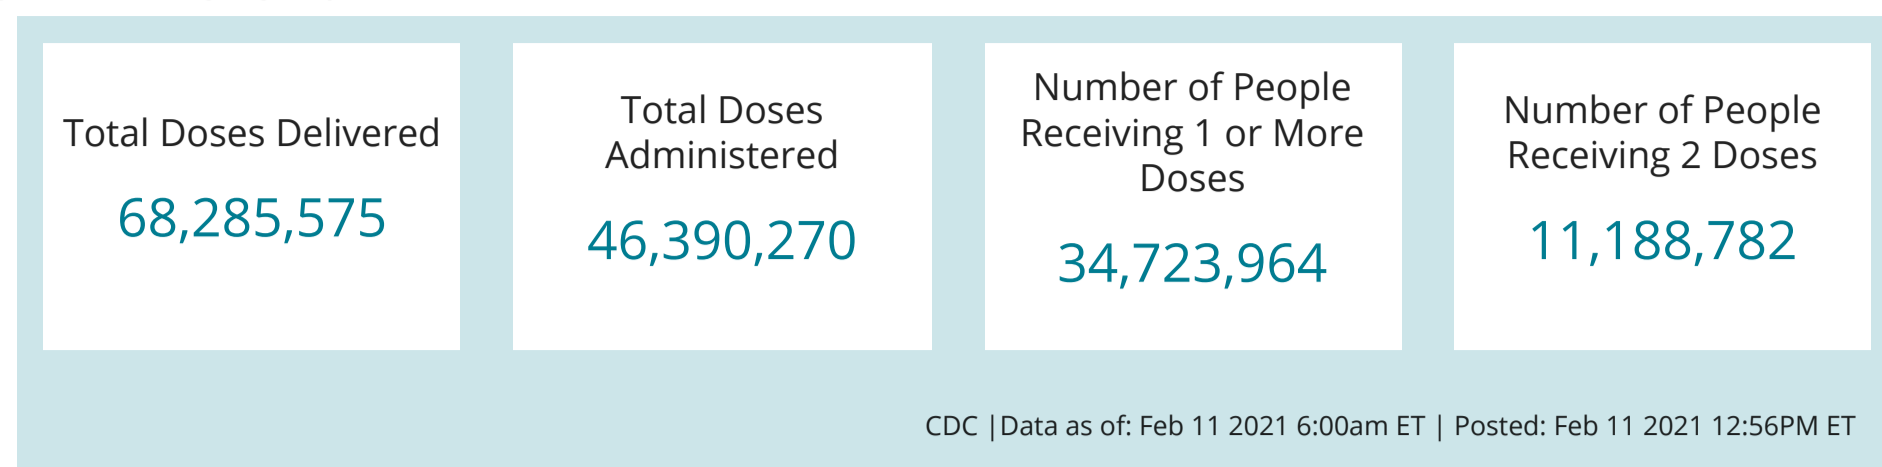 Total Doses Delivered
68,285,575
Total Doses
Administered
46,390,270
Number of People
Receiving 1 or More
Doses
34,723,964
Number of People
Receiving 2 Doses
11,188,782
CDC |Data as of: Feb 11 2021 6:00am ET | Posted: Feb 11 2021 12:56PM ET